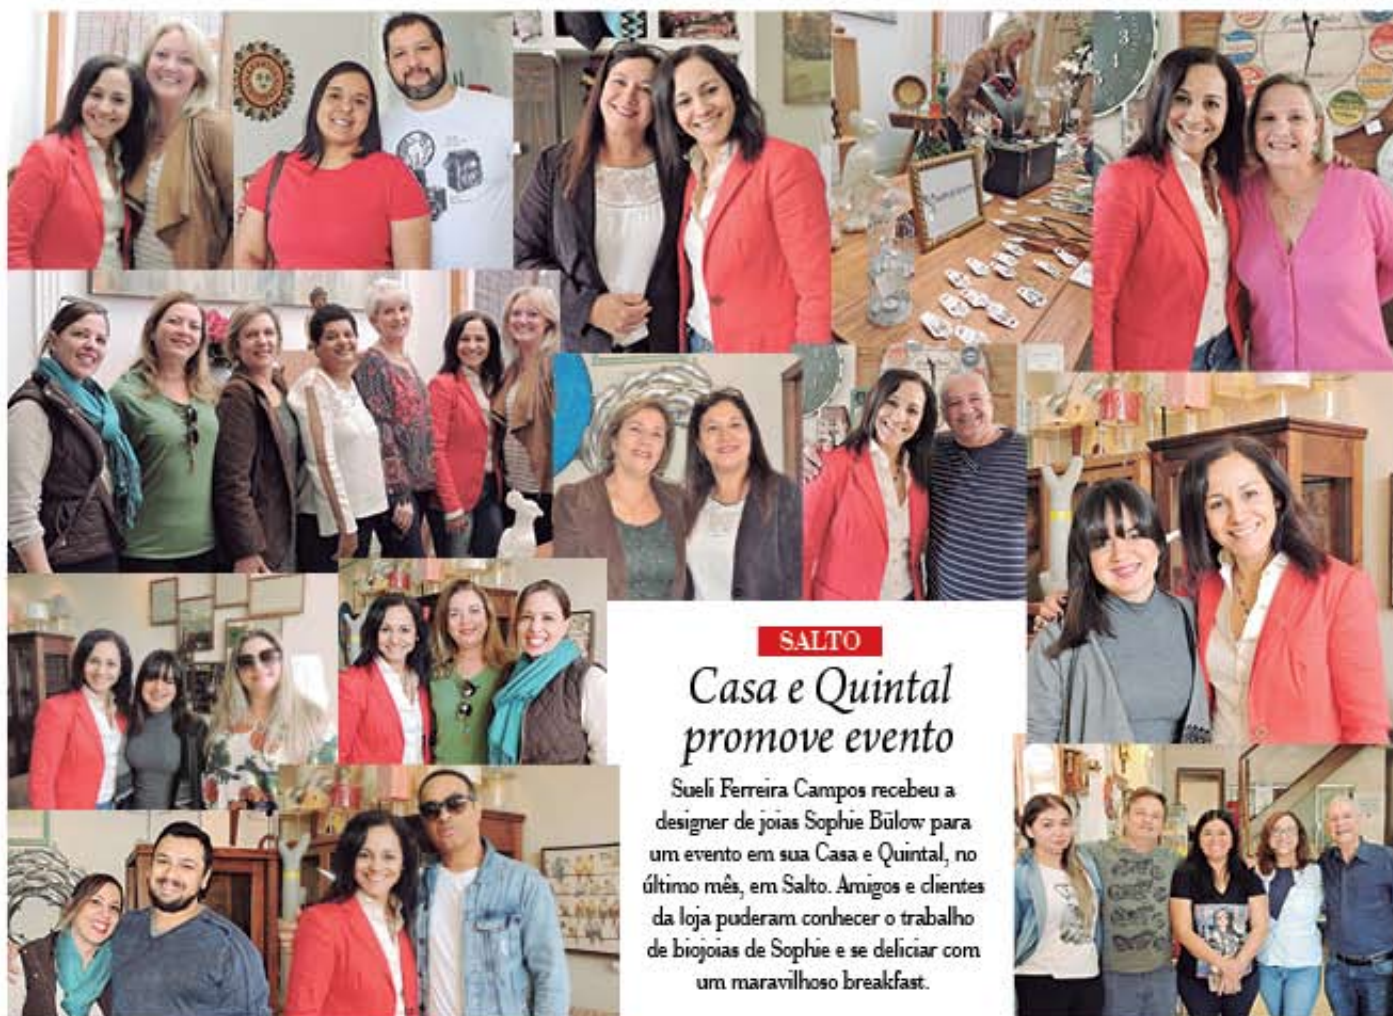 SALTO
Casa e Quintal
promove evento
Sueli Ferreira Campos recebeu a
designer de joias Sophie Bülow para
um evento em sua Casa e Quintal, no
último mês, em Salto. Amigos e clientes
da loja puderam conhecer o trabalho
de biojoias de Sophie e se deliciar com
um maravilhoso breakfast.